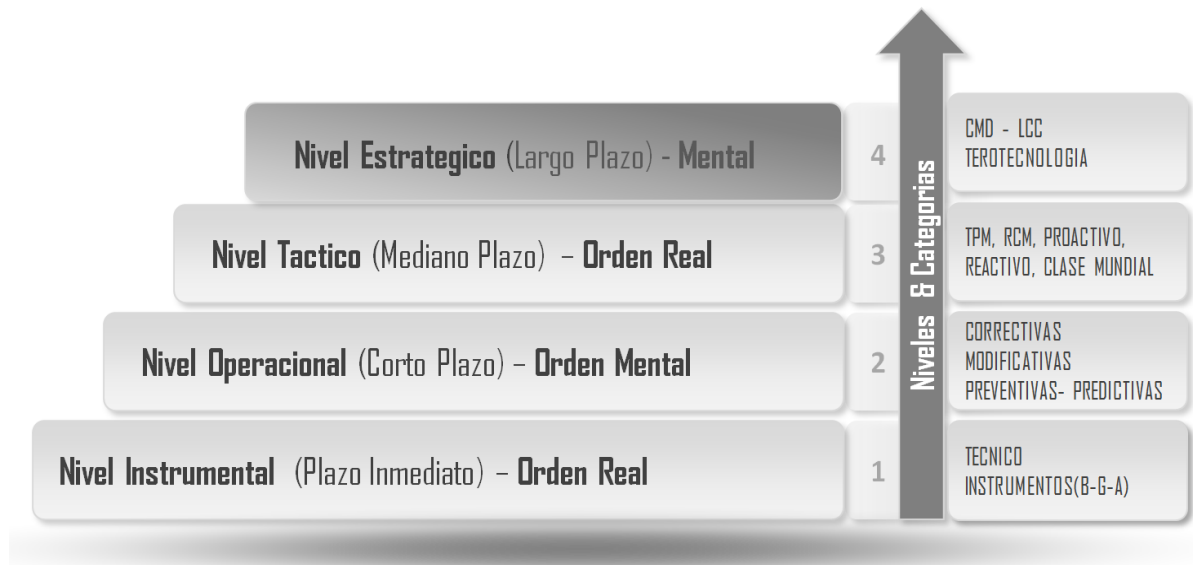 Nivel Estrategico (Largo Plazo) - Mental
4
CMD - LCC
TEROTECNOLOGIA
Nivel Tactico (Mediano Plazo) – Orden Real
3
TPM, RCM, PROACTIVO,
REACTIVO, CLASE MUNDIAL
Nivel Operacional (Corto Plazo) – Orden Mental
2
CORRECTIVAS
MODIFICATIVAS
PREVENTIVAS- PREDICTIVAS
Nivel Instrumental (Plazo Inmediato) – Orden Real
1
TECNICO
INSTRUMENTOS(B-G-A)
Niveles & Categorias